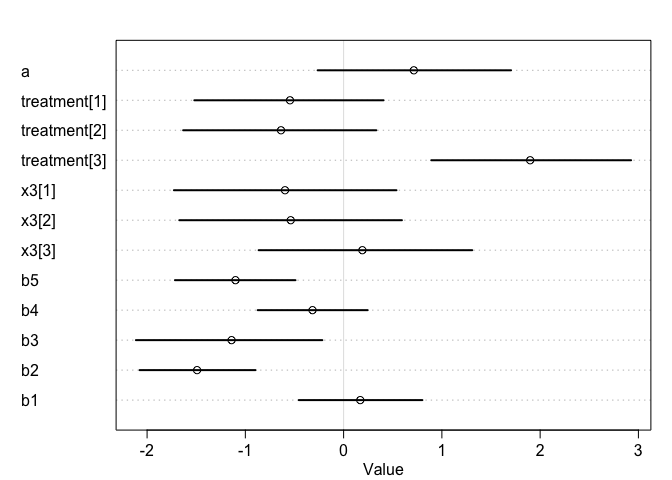 a
treatment[1]
treatment[2]
treatment[3]
x3[1]
x3[2]
x3[3]
b5
b4
b3
b2
b1
-2 -1 0 1 2 3
Value